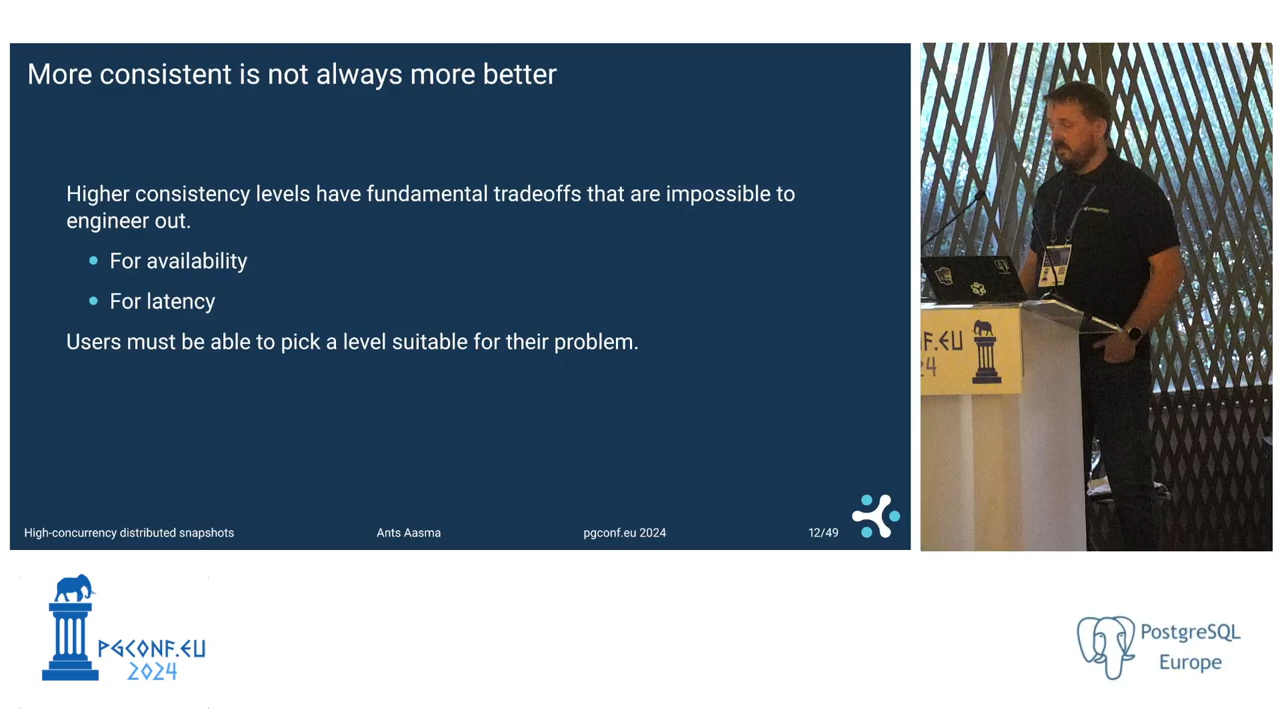 More consistent is not always more better
Higher consistency levels have fundamental tradeoffs that are impossible to
engineer out.
For availability
For latency
Users must be able to pick a level suitable for their problem.
High-concurrency distributed snapshots
Ants Aasma
pgconf.eu 2024
12/49
F.EU
24
PGCONF.EU
2024
PostgreSQL
Europe